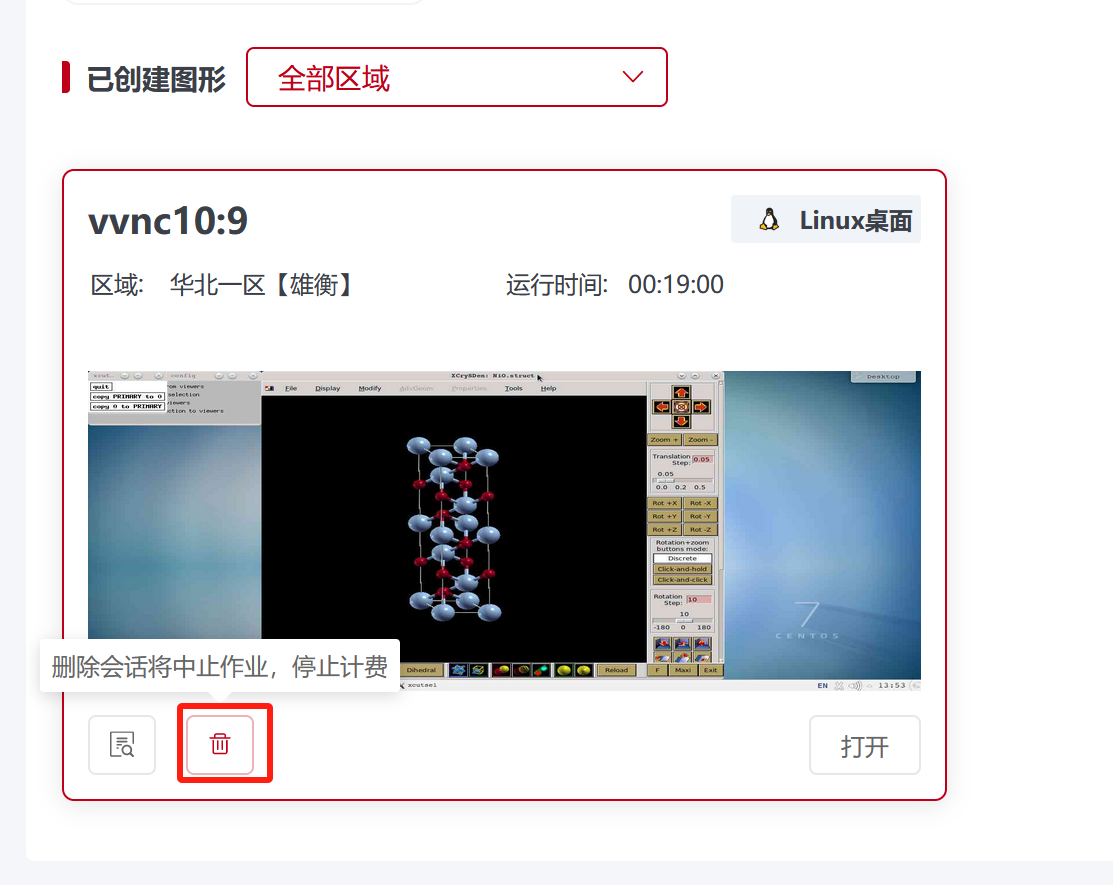 已创建图形
全部区域
vvnc10:9
Linux桌面
区域: 华北一区【雄衡】
运行时间: 00:19:00
config
XCrySDen: NiO.struct
Desktop
quit
copy PRIMARY to 0
copy 0 to PRIMARY
selection
viewers
ction to viewers
File Display Modify AdvGeom Properties Tools Help
Zoom + Zoom -
Translation
Step: 0.05
0.05
0.0 0.2 0.5
Rot +X Rot -X
Rot +Y Rot -Y
Rot +Z Rot -Z
Rotation+zoom
buttons mode:
Discrete
Click-and-hold
Click-and-click
Rotation
Step: 10
10
-180 0 180
7
CENTOS
Dihedral
Reload
F Maxi Exit
EN
13:53
删除会话将中止作业，停止计费
打开